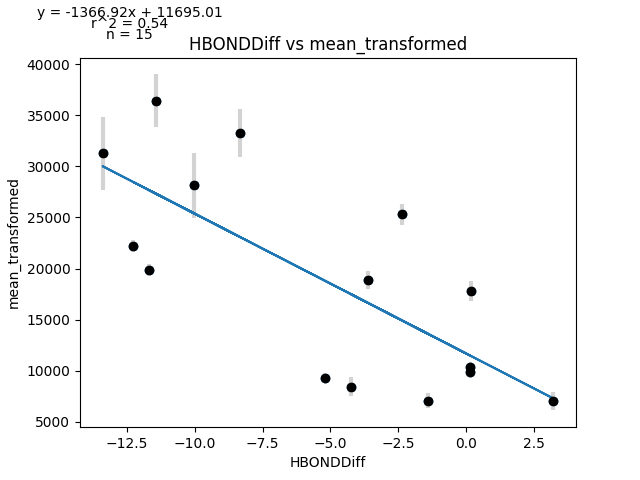 y = -1366.92x + 11695.01
r^2 = 0.54
n = 15
HBONDDiff vs mean_transformed
40000
35000
30000
25000
20000
15000
10000
5000
mean_transformed
−12.5 −10.0 −7.5 −5.0 −2.5 0.0 2.5
HBONDDiff